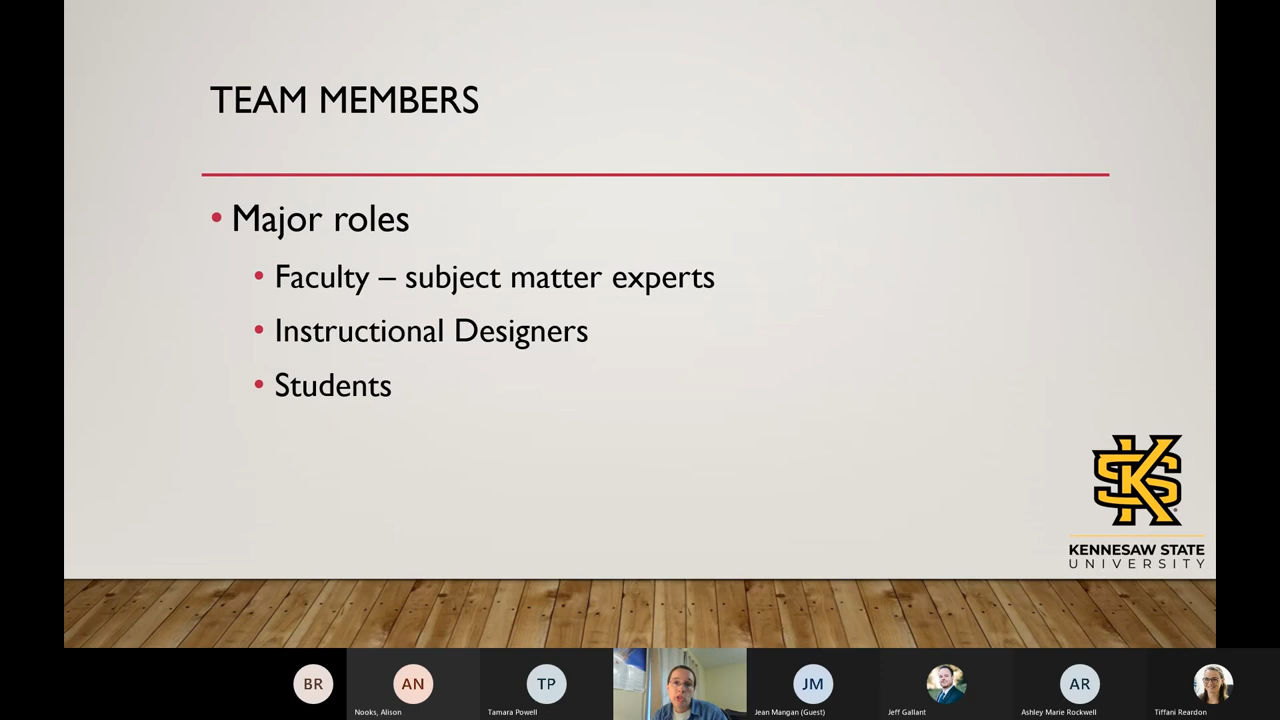 TEAM MEMBERS
• Major roles
• Faculty – subject matter experts
• Instructional Designers
• Students
KS
KENNESAW STATE
UNIVERSITY
BR
AN
TP
JM
AR
Nooks, Alison
Tamara Powell
Jean Mangan (Guest)
Jeff Gallant
Ashley Marie Rockwell
Tiffani Reardon